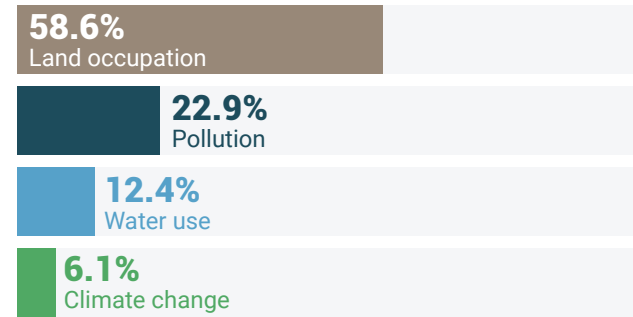 58.6%
Land occupation
22.9%
Pollution
12.4%
Water use
6.1%
Climate change